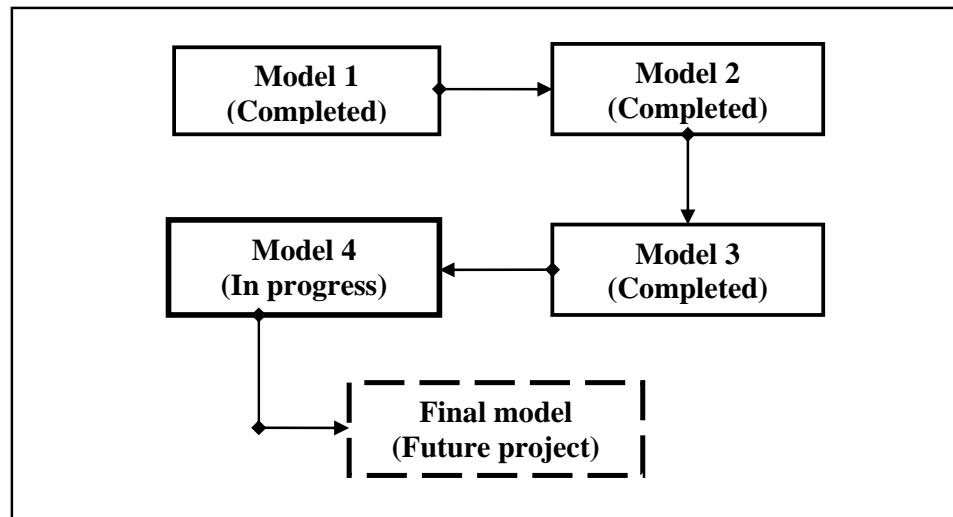 Model 1
(Completed)
Model 2
(Completed)
Model 4
(In progress)
Model 3
(Completed)
Final model
(Future project)